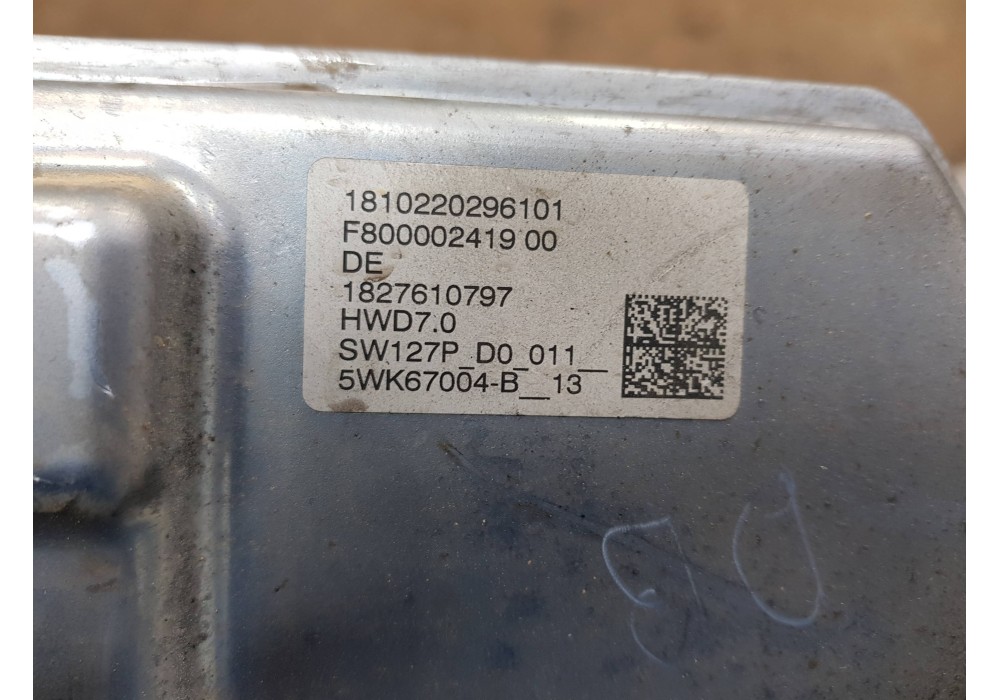 1810220296101
F800002419 00
DE
1827610797
HWD7.0
SW127P_D0_011__
5WK67004-B__13